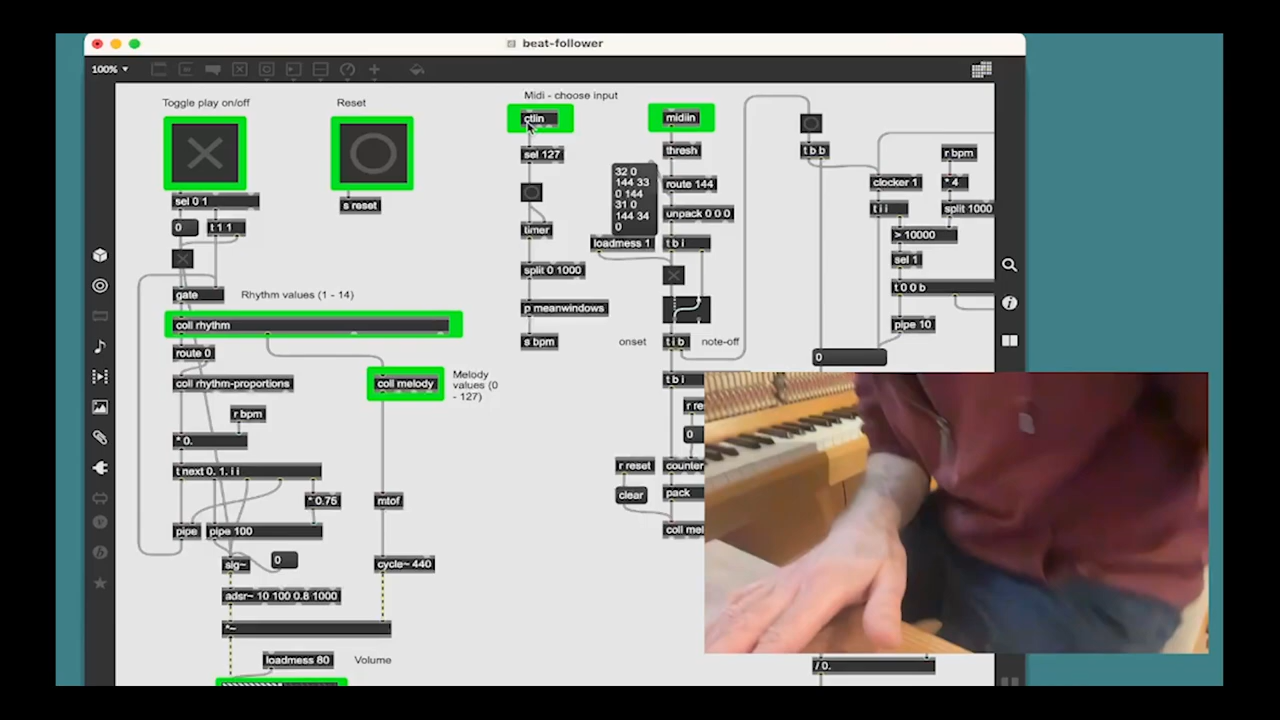 beat-follower
100%
Toggle play on/off
Reset
Midi - choose input
ctlin
midiin
sel 127
thresh
t b b
r bpm
32 0
144 33
0 144
31 0
144 34
0
route 144
clocker 1
* 4
sel 0 1
s reset
unpack 0 0 0
t i i
split 1000
0
t 1 1
timer
loadmess 1
t b i
> 10000
sel 1
split 0 1000
gate
Rhythm values (1 - 14)
p meanwindows
t 0 0 b
coll rhythm
pipe 10
s bpm
onset
t i b
note-off
route 0
0
coll rhythm-proportions
coll melody
Melody
values (0
- 127)
t b i
r bpm
r re
* 0.
0
t next 0. 1. i i
r reset
counter
* 0.75
mtof
clear
pack
pipe
pipe 100
coll mel
sig~
0
cycle~ 440
adsr~ 10 100 0.8 1000
*~
loadmess 80
Volume
/ 0.